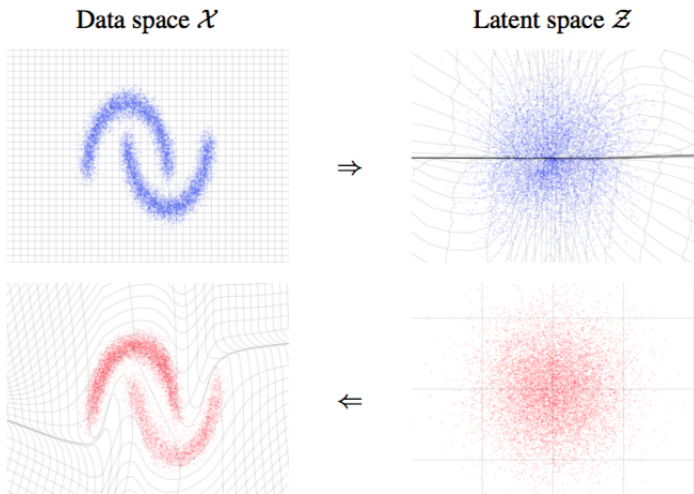 Data space 𝒳
Latent space 𝒵
⇒
⇐